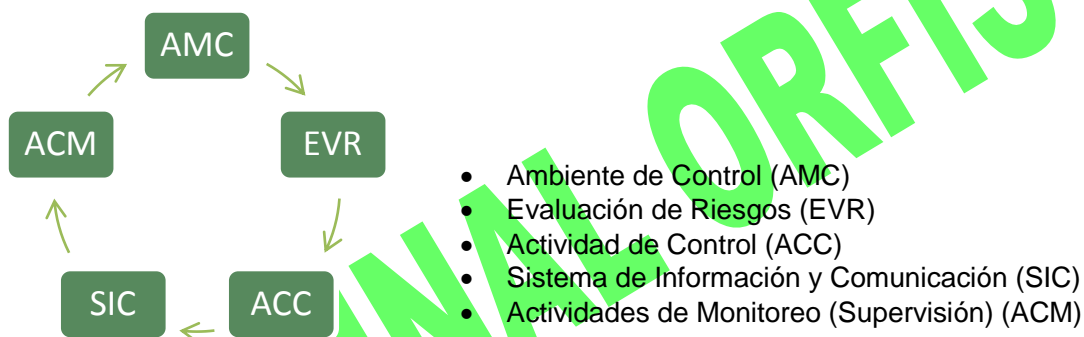 AMC
EVR
ACC
SIC
ACM
• Ambiente de Control (AMC)
• Evaluación de Riesgos (EVR)
• Actividad de Control (ACC)
• Sistema de Información y Comunicación (SIC)
• Actividades de Monitoreo (Supervisión) (ACM)